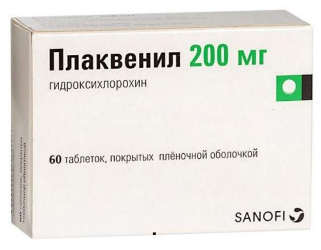 Плаквенил 200 мг
гидроксихлорохин
60 таблеток, покрытых плёночной оболочкой
SANOFI